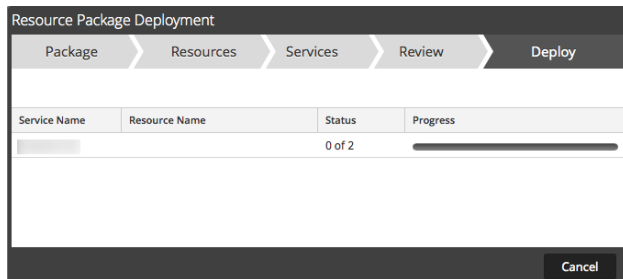 Resource Package Deployment
Package Resources Services Review Deploy
Service Name Resource Name Status Progress
0 of 2
Cancel